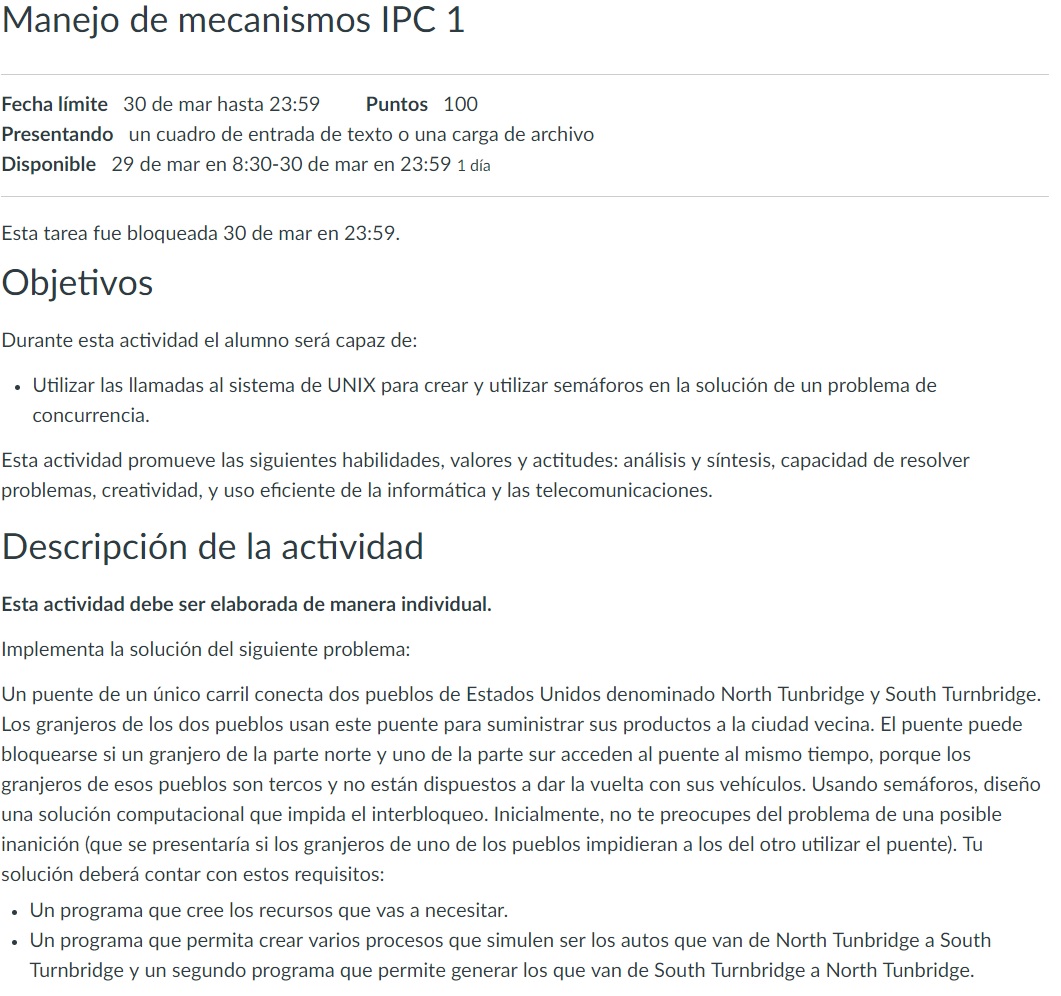 Manejo de mecanismos IPC 1
Fecha límite 30 de mar hasta 23:59 Puntos 100
Presentando un cuadro de entrada de texto o una carga de archivo
Disponible 29 de mar en 8:30-30 de mar en 23:59 1 día
Esta tarea fue bloqueada 30 de mar en 23:59.
Objetivos
Durante esta actividad el alumno será capaz de:
• Utilizar las llamadas al sistema de UNIX para crear y utilizar semáforos en la solución de un problema de
concurrencia.
Esta actividad promueve las siguientes habilidades, valores y actitudes: análisis y síntesis, capacidad de resolver
problemas, creatividad, y uso eficiente de la informática y las telecomunicaciones.
Descripción de la actividad
Esta actividad debe ser elaborada de manera individual.
Implementa la solución del siguiente problema:
Un puente de un único carril conecta dos pueblos de Estados Unidos denominado North Tunbridge y South Turnbridge.
Los granjeros de los dos pueblos usan este puente para suministrar sus productos a la ciudad vecina. El puente puede
bloquearse si un granjero de la parte norte y uno de la parte sur acceden al puente al mismo tiempo, porque los
granjeros de esos pueblos son tercos y no están dispuestos a dar la vuelta con sus vehículos. Usando semáforos, diseño
una solución computacional que impida el interbloqueo. Inicialmente, no te preocupes del problema de una posible
inanición (que se presentaría si los granjeros de uno de los pueblos impidieran a los del otro utilizar el puente). Tu
solución deberá contar con estos requisitos:
• Un programa que cree los recursos que vas a necesitar.
• Un programa que permita crear varios procesos que simulen ser los autos que van de North Tunbridge a South
Turnbridge y un segundo programa que permite generar los que van de South Turnbridge a North Tunbridge.